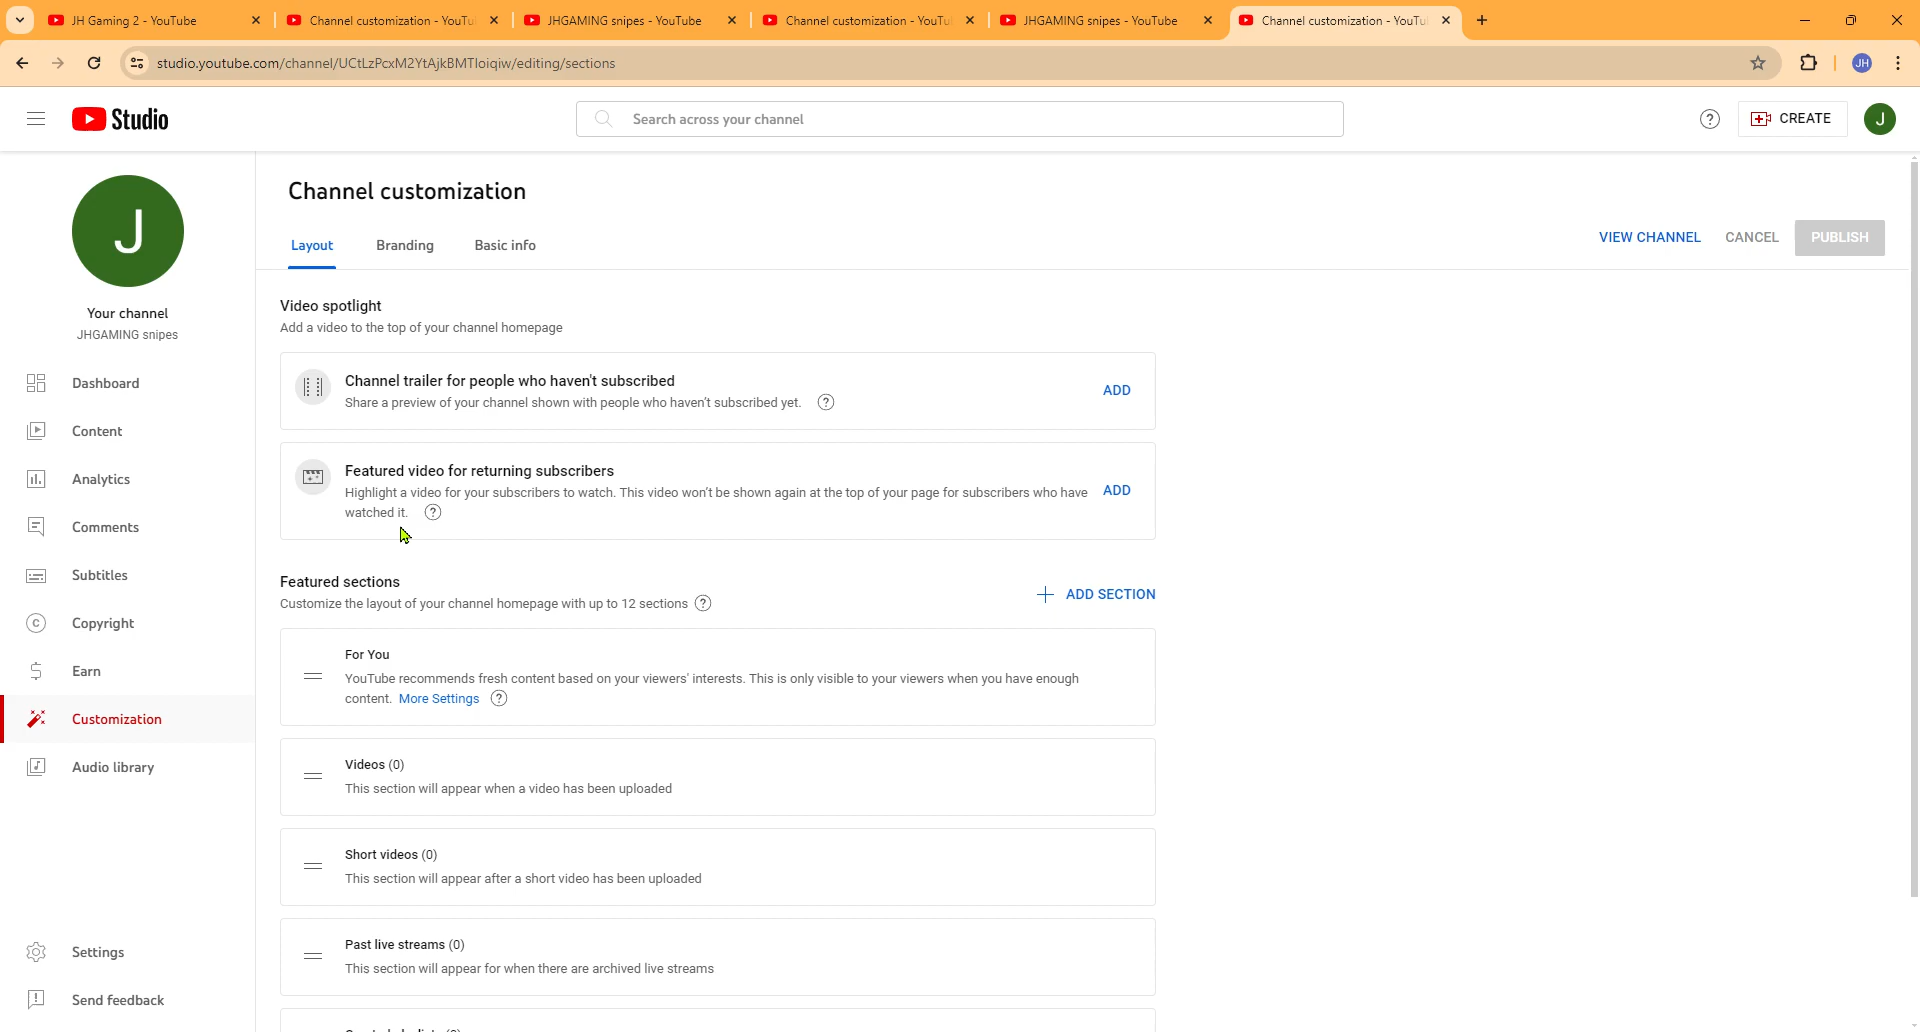 JH Gaming 2 - YouTube
Channel customization - YouTu
JHGAMING snipes - YouTube
Channel customization - YouTu
JHGAMING snipes - YouTube
Channel customization - YouTu
studio.youtube.com/channel/UCtLzPcxM2YtAjkBMTloiqiw/editing/sections
JH
Studio
Search across your channel
CREATE
J
J
Your channel
JHGAMING snipes
Dashboard
Content
Analytics
Comments
Subtitles
Copyright
Earn
Customization
Audio library
Settings
Send feedback
Channel customization
Layout
Branding
Basic info
VIEW CHANNEL
CANCEL
PUBLISH
Video spotlight
Add a video to the top of your channel homepage
Channel trailer for people who haven't subscribed
Share a preview of your channel shown with people who haven't subscribed yet.
ADD
Featured video for returning subscribers
Highlight a video for your subscribers to watch. This video won't be shown again at the top of your page for subscribers who have
watched it.
ADD
Featured sections
Customize the layout of your channel homepage with up to 12 sections
ADD SECTION
For You
YouTube recommends fresh content based on your viewers' interests. This is only visible to your viewers when you have enough
content. More Settings
Videos (0)
This section will appear when a video has been uploaded
Short videos (0)
This section will appear after a short video has been uploaded
Past live streams (0)
This section will appear for when there are archived live streams